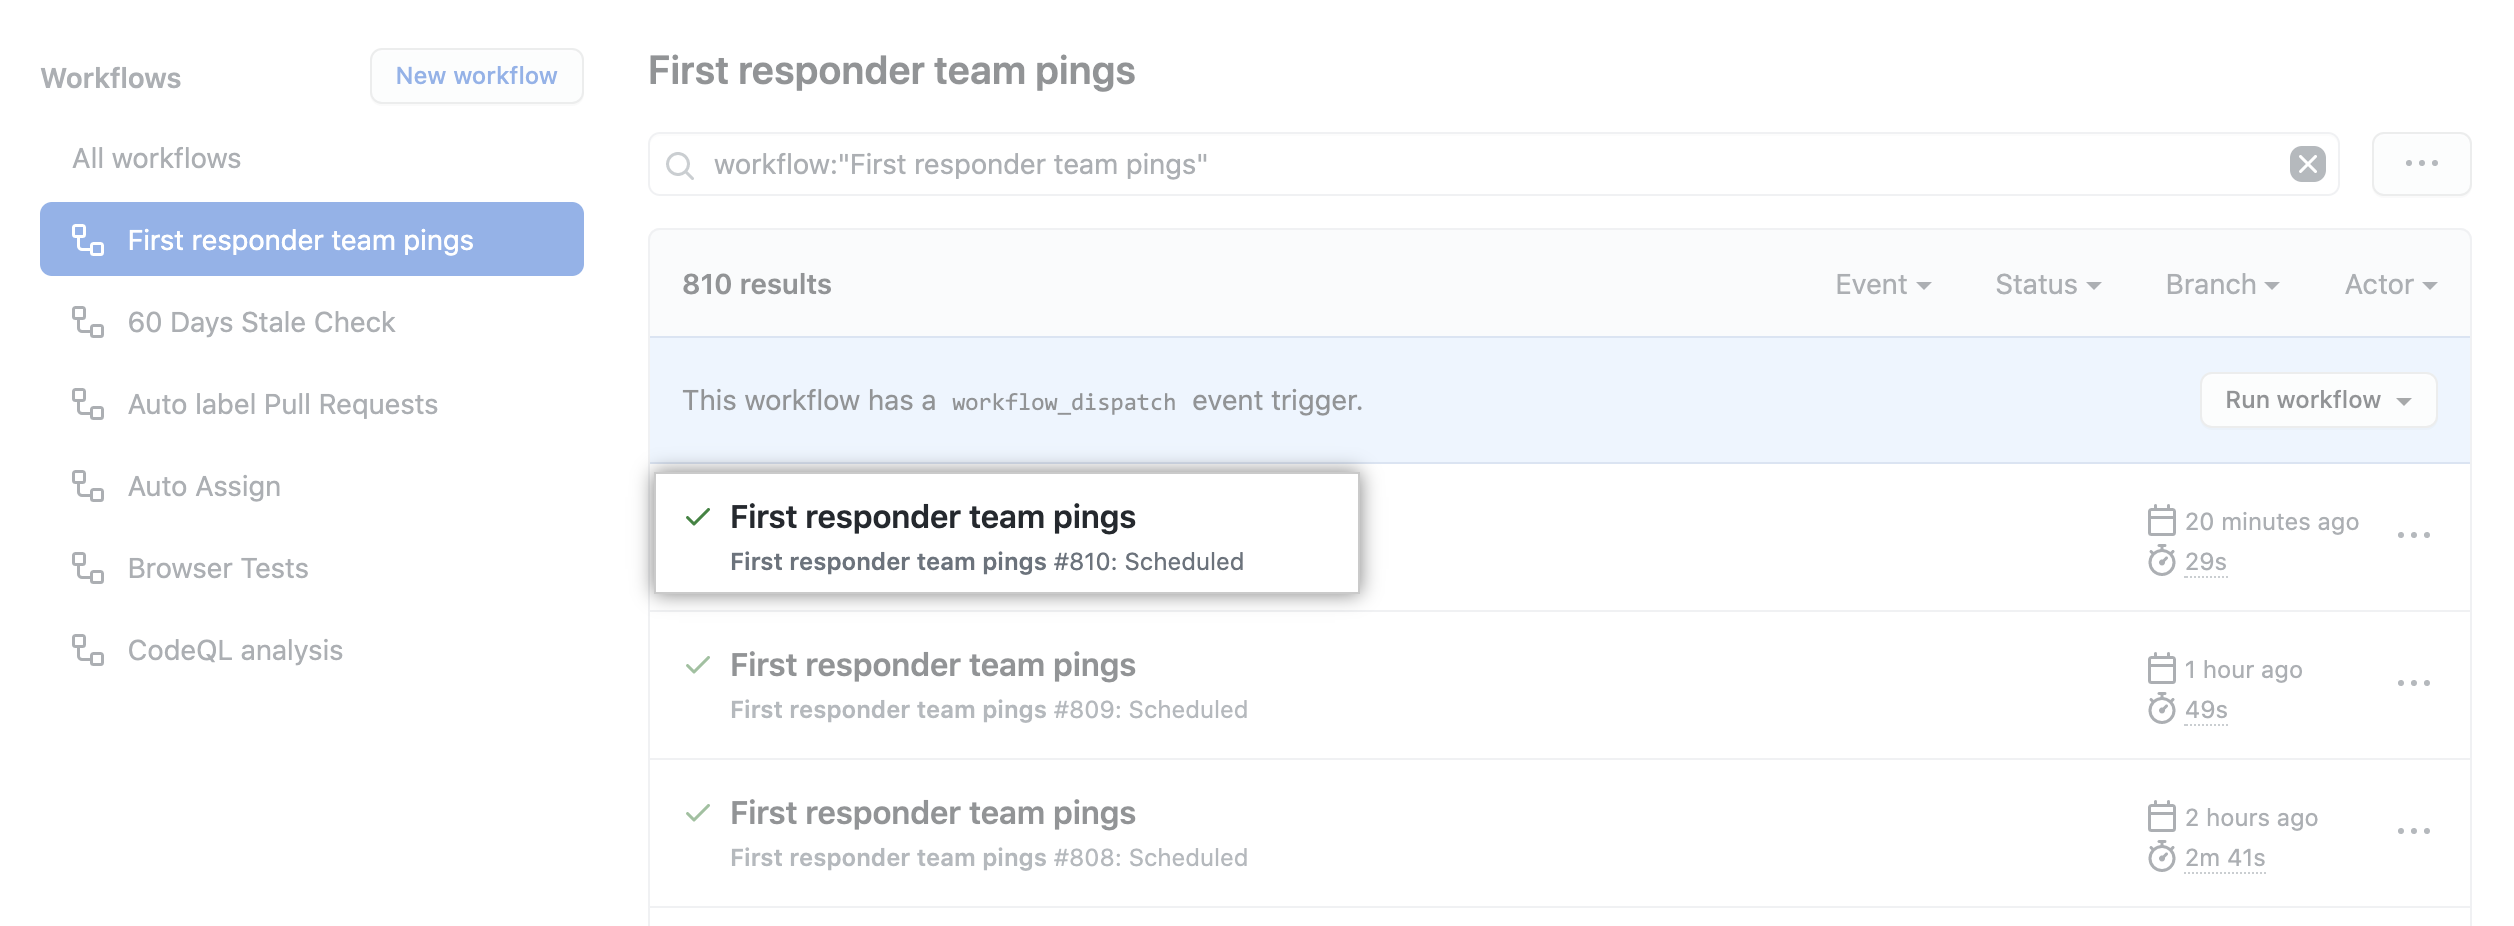 Workflows
New workflow
All workflows
First responder team pings
60 Days Stale Check
Auto label Pull Requests
Auto Assign
Browser Tests
CodeQL analysis
First responder team pings
workflow:"First responder team pings"
810 results
Event
Status
Branch
Actor
This workflow has a workflow_dispatch event trigger.
Run workflow
First responder team pings
First responder team pings #810: Scheduled
20 minutes ago
29s
First responder team pings
First responder team pings #809: Scheduled
1 hour ago
49s
First responder team pings
First responder team pings #808: Scheduled
2 hours ago
2m 41s